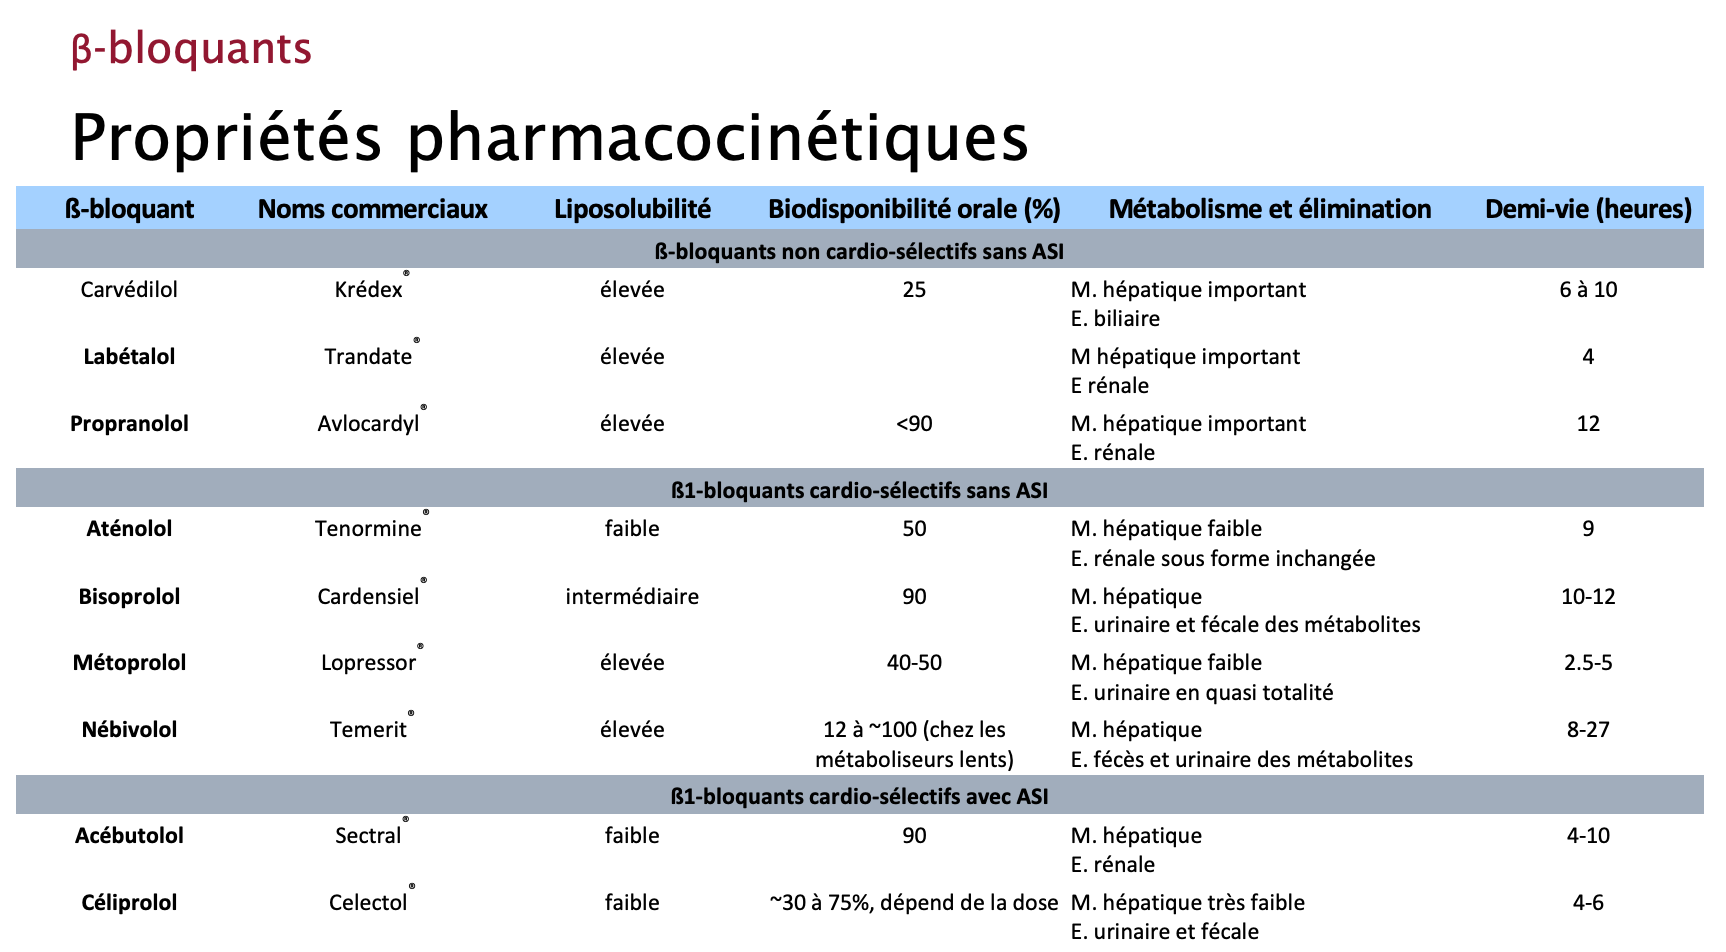 β-bloquants
Propriétés pharmacocinétiques
ß-bloquant Noms commerciaux Liposolubilité Biodisponibilité orale (%) Métabolisme et élimination Demi-vie (heures)
ß-bloquants non cardio-sélectifs sans ASI
Carvédilol Krédex® élevée 25 M. hépatique important 6 à 10
E. biliaire
Labétalol Trandate® élevée M hépatique important 4
E rénale
Propranolol Avlocardyl® élevée <90 M. hépatique important 12
E. rénale
ß1-bloquants cardio-sélectifs sans ASI
Aténolol Tenormine® faible 50 M. hépatique faible 9
E. rénale sous forme inchangée
Bisoprolol Cardensiel® intermédiaire 90 M. hépatique 10-12
E. urinaire et fécale des métabolites
Métoprolol Lopressor® élevée 40-50 M. hépatique faible 2.5-5
E. urinaire en quasi totalité
Nébivolol Temerit® élevée 12 à ~100 (chez les M. hépatique 8-27
métaboliseurs lents) E. fécès et urinaire des métabolites
ß1-bloquants cardio-sélectifs avec ASI
Acébutolol Sectral® faible 90 M. hépatique 4-10
E. rénale
Céliprolol Celectol® faible ~30 à 75%, dépend de la dose M. hépatique très faible 4-6
E. urinaire et fécale